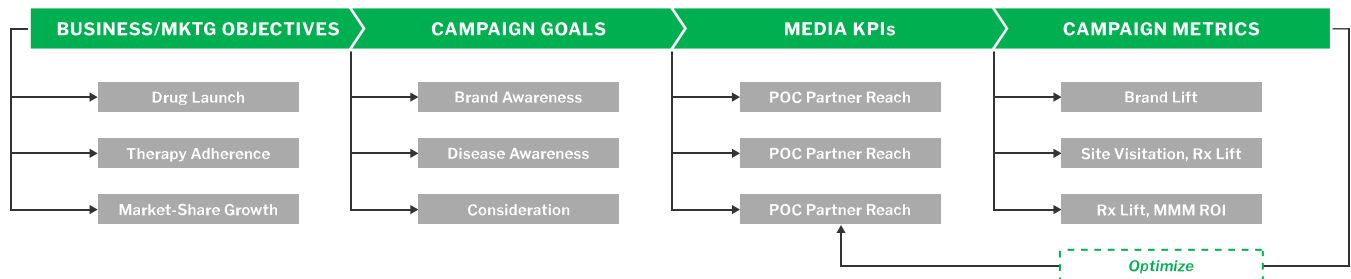 BUSINESS/MKTG OBJECTIVES
CAMPAIGN GOALS
MEDIA KPIs
CAMPAIGN METRICS
Drug Launch
Brand Awareness
POC Partner Reach
Brand Lift
Therapy Adherence
Disease Awareness
POC Partner Reach
Site Visitation, Rx Lift
Market-Share Growth
Consideration
POC Partner Reach
Rx Lift, MMM ROI
Optimize